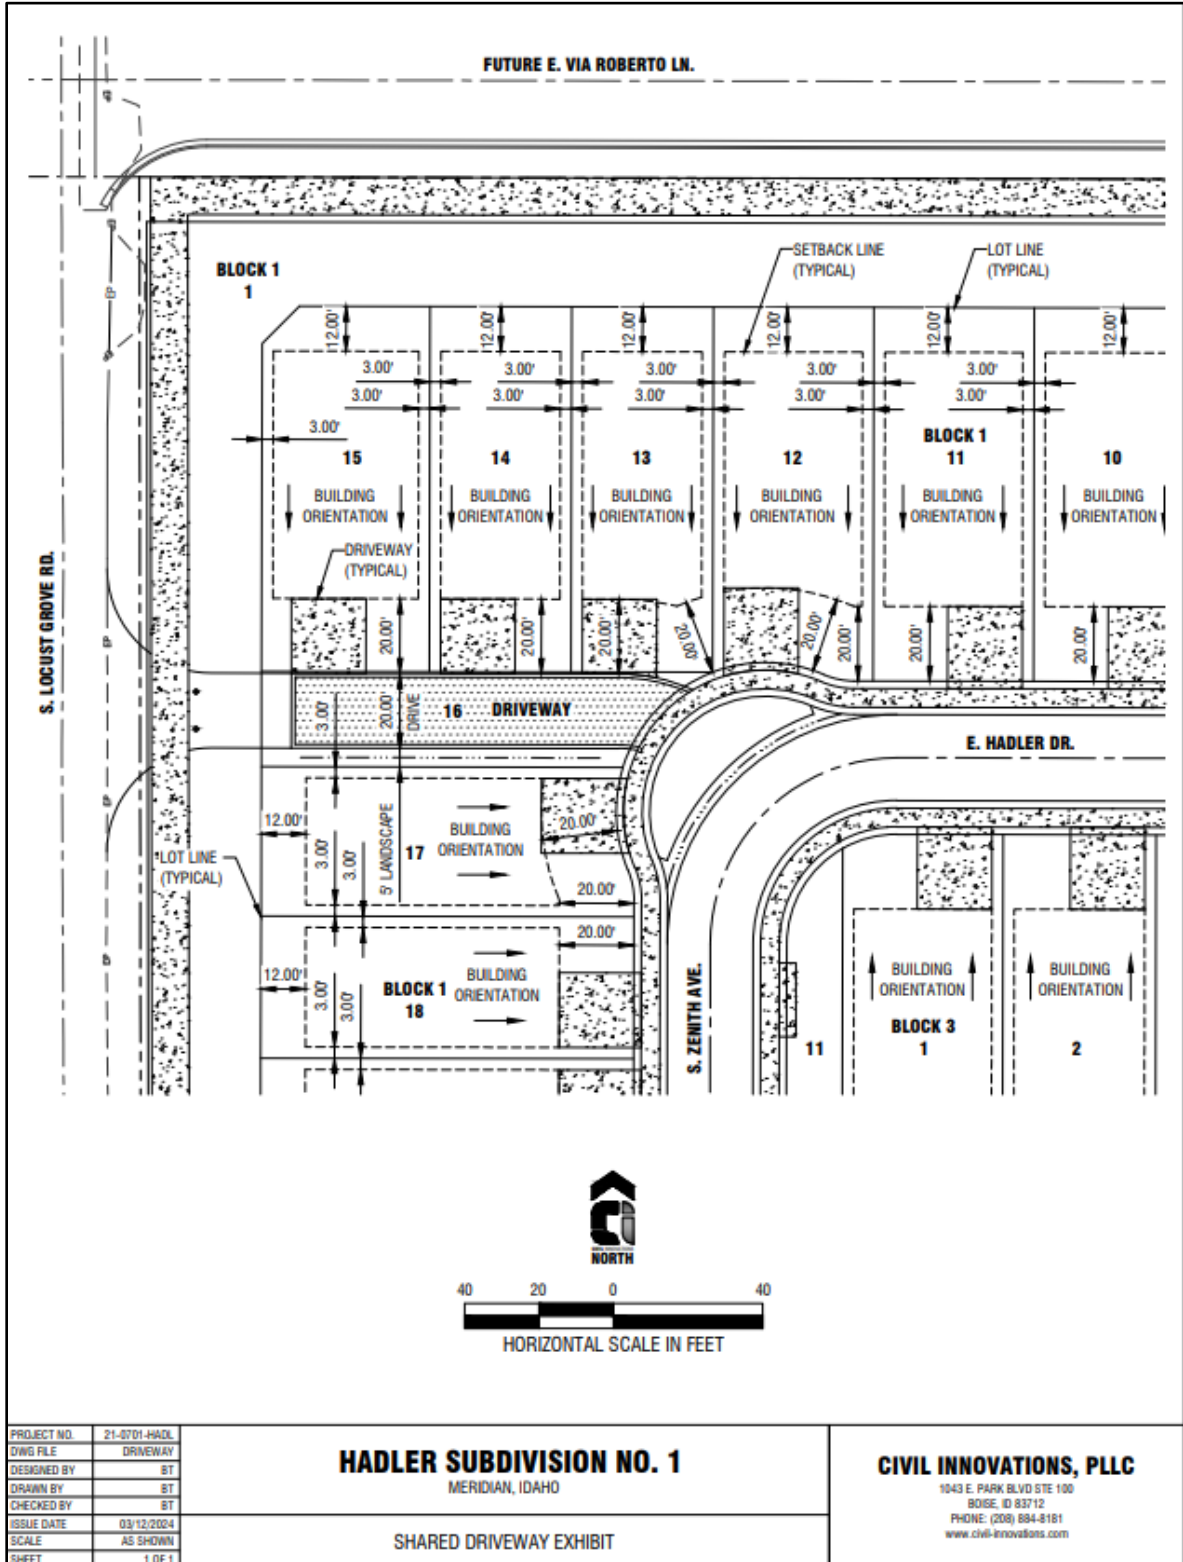 FUTURE E. VIA ROBERTO LN.
S. LOCUST GROVE RD.
EP
EP
EP
EP
BLOCK 1
1
SETBACK LINE
(TYPICAL)
LOT LINE
(TYPICAL)
12.00'
12.00'
12.00'
12.00'
12.00'
12.00'
3.00'
3.00'
3.00'
3.00'
3.00'
3.00'
3.00'
3.00'
3.00'
3.00'
3.00'
15
14
13
12
BLOCK 1
11
10
BUILDING
ORIENTATION
BUILDING
ORIENTATION
BUILDING
ORIENTATION
BUILDING
ORIENTATION
BUILDING
ORIENTATION
BUILDING
ORIENTATION
DRIVEWAY
(TYPICAL)
20.00'
20.00'
20.00'
20.00'
20.00'
20.00'
20.00'
20.00'
3.00'
20.00'
DRIVE
16 DRIVEWAY
E. HADLER DR.
12.00'
3.00'
3.00'
5' LANDSCAPE
17
BUILDING
ORIENTATION
20.00'
20.00'
LOT LINE
(TYPICAL)
12.00'
3.00'
3.00'
BLOCK 1
18
BUILDING
ORIENTATION
20.00'
S. ZENITH AVE.
11
BUILDING
ORIENTATION
BLOCK 3
1
BUILDING
ORIENTATION
2
Ci
NORTH
40 20 0 40
HORIZONTAL SCALE IN FEET
PROJECT NO. 21-0701-HADL
DWG FILE DRIVEWAY
DESIGNED BY BT
DRAWN BY BT
CHECKED BY BT
ISSUE DATE 03/12/2024
SCALE AS SHOWN
SHEET 1 OF 1
HADLER SUBDIVISION NO. 1
MERIDIAN, IDAHO
SHARED DRIVEWAY EXHIBIT
CIVIL INNOVATIONS, PLLC
1043 E. PARK BLVD STE 100
BOISE, ID 83712
PHONE: (208) 884-8181
www.civil-innovations.com